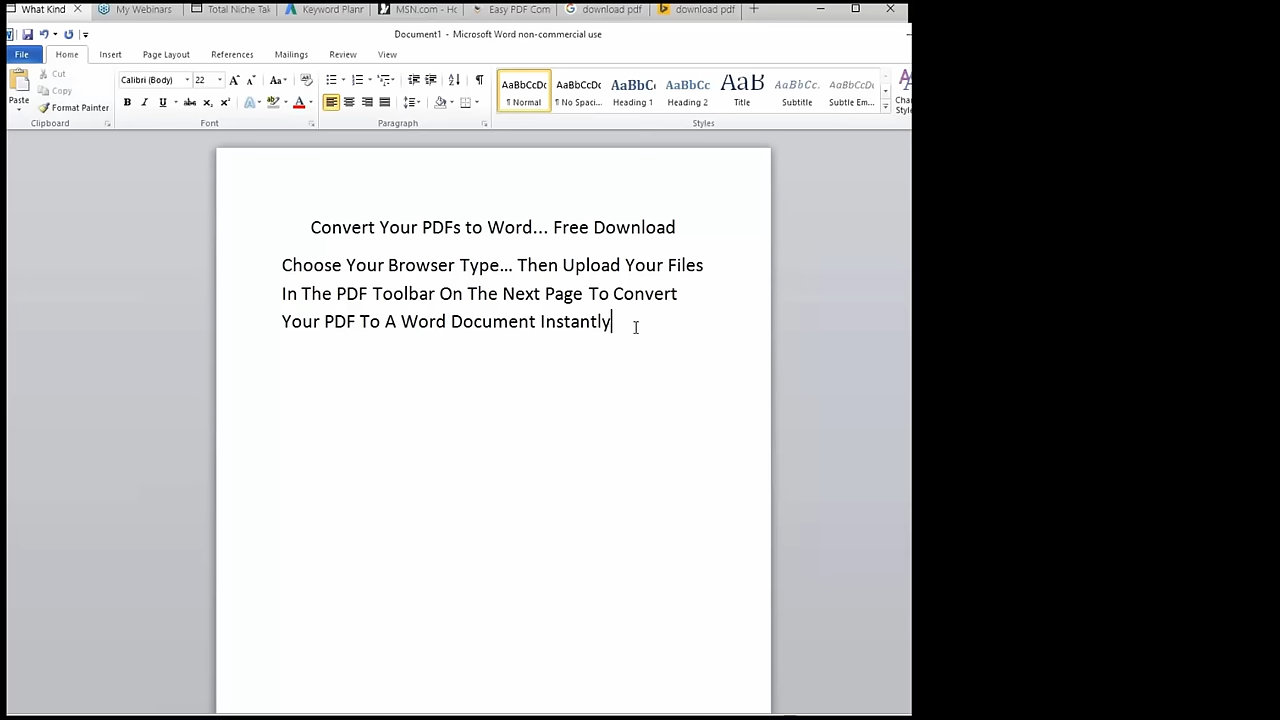 What Kind My Webinars Total Niche Tak Keyword Planr MSN.com - Ho Easy PDF Com download pdf download pdf
Document1 - Microsoft Word non-commercial use
File Home Insert Page Layout References Mailings Review View
Paste
Cut
Copy
Format Painter
Clipboard
Calibri (Body) 22
Font
Paragraph
AaBbCcDc AaBbCcDc AaBbC AaBbCc AaB AaBbCc. AaBbCcDc
¶ Normal ¶ No Spaci... Heading 1 Heading 2 Title Subtitle Subtle Em...
Styles
Convert Your PDFs to Word... Free Download
Choose Your Browser Type... Then Upload Your Files
In The PDF Toolbar On The Next Page To Convert
Your PDF To A Word Document Instantly